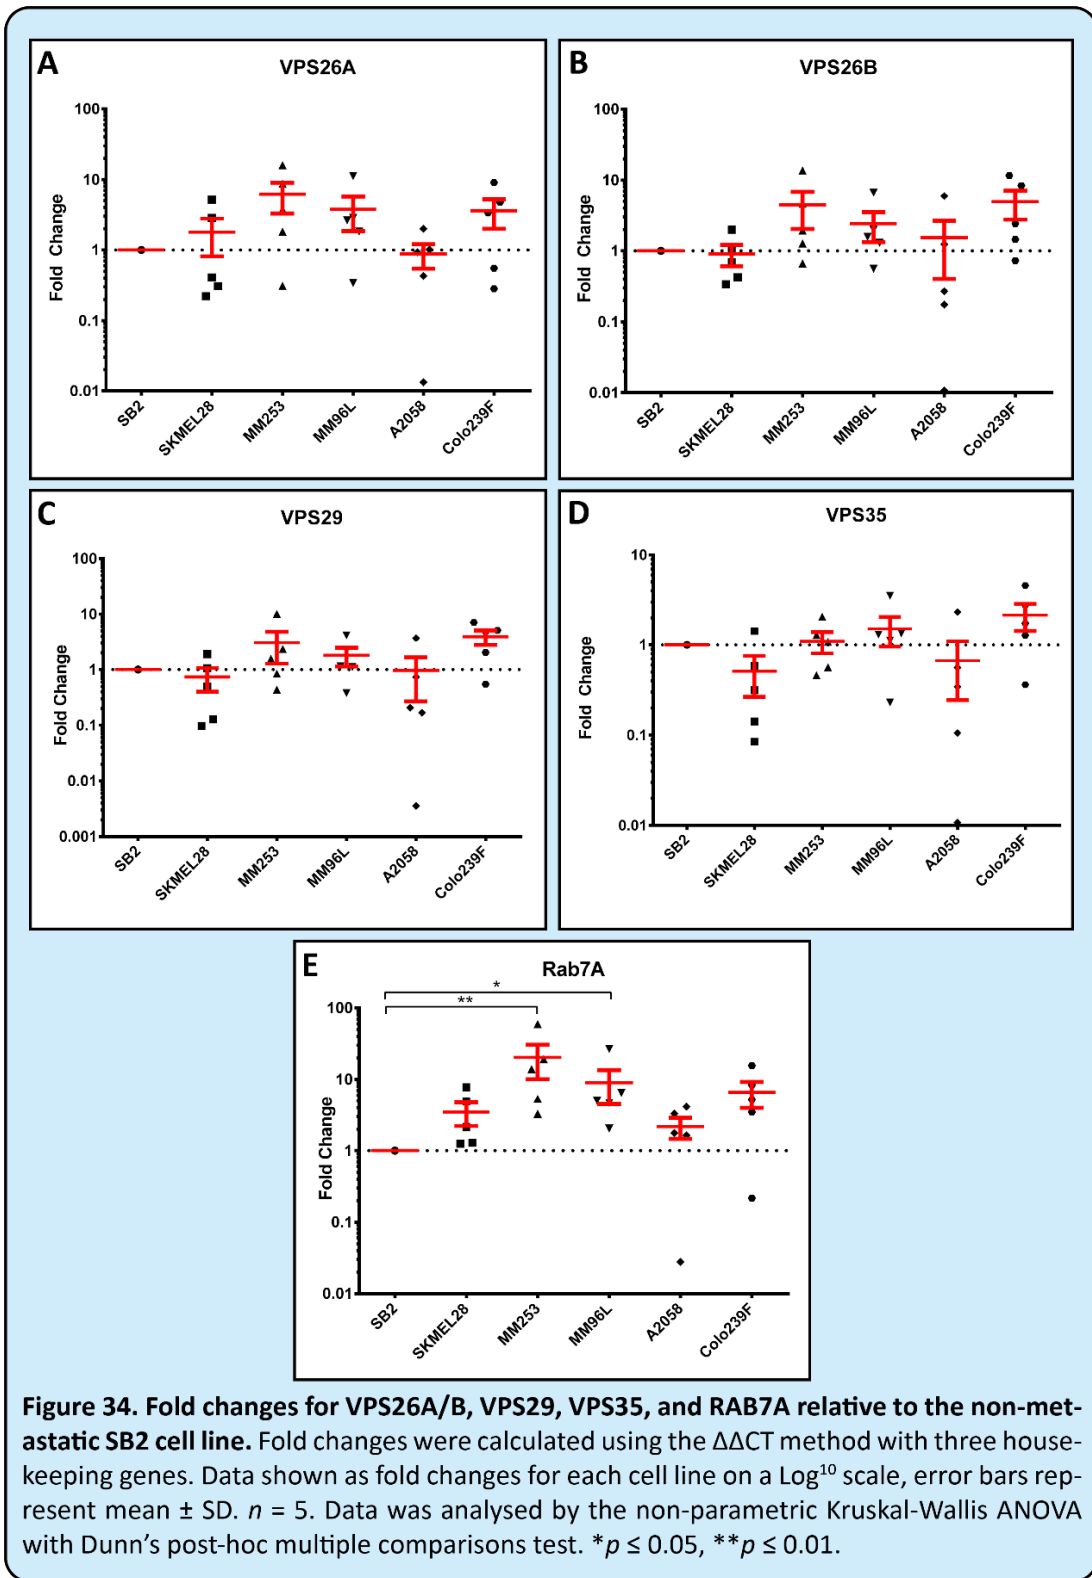 A
VPS26A
Fold Change
100
10
1
0.1
0.01
SB2
SKMEL28
MM253
MM96L
A2058
Colo239F
B
VPS26B
Fold Change
100
10
1
0.1
0.01
SB2
SKMEL28
MM253
MM96L
A2058
Colo239F
C
VPS29
Fold Change
100
10
1
0.1
0.01
0.001
SB2
SKMEL28
MM253
MM96L
A2058
Colo239F
D
VPS35
Fold Change
10
1
0.1
0.01
SB2
SKMEL28
MM253
MM96L
A2058
Colo239F
E
Rab7A
*
**
Fold Change
100
10
1
0.1
0.01
SB2
SKMEL28
MM253
MM96L
A2058
Colo239F
Figure 34. Fold changes for VPS26A/B, VPS29, VPS35, and RAB7A relative to the non-met-
astatic SB2 cell line. Fold changes were calculated using the ΔΔCT method with three house-
keeping genes. Data shown as fold changes for each cell line on a Log¹⁰ scale, error bars rep-
resent mean ± SD. n = 5. Data was analysed by the non-parametric Kruskal-Wallis ANOVA
with Dunn's post-hoc multiple comparisons test. *p ≤ 0.05, **p ≤ 0.01.